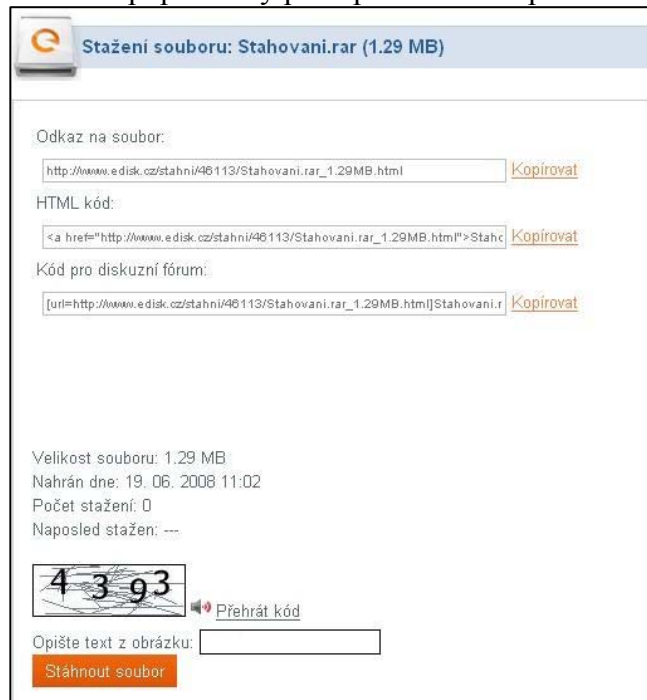 Stažení souboru: Stahovani.rar (1.29 MB)
Odkaz na soubor:
http://www.edisk.cz/stahni/46113/Stahovani.rar_1.29MB.html Kopírovat
HTML kód:
<a href="http://www.edisk.cz/stahni/46113/Stahovani.rar_1.29MB.html">Staho Kopírovat
Kód pro diskuzní fórum:
[url=http://www.edisk.cz/stahni/46113/Stahovani.rar_1.29MB.html]Stahovani.r Kopírovat
Velikost souboru: 1.29 MB
Nahrán dne: 19. 06. 2008 11:02
Počet stažení: 0
Naposled stažen: ---
4 3 93
Přehrát kód
Opište text z obrázku:
Stáhnout soubor